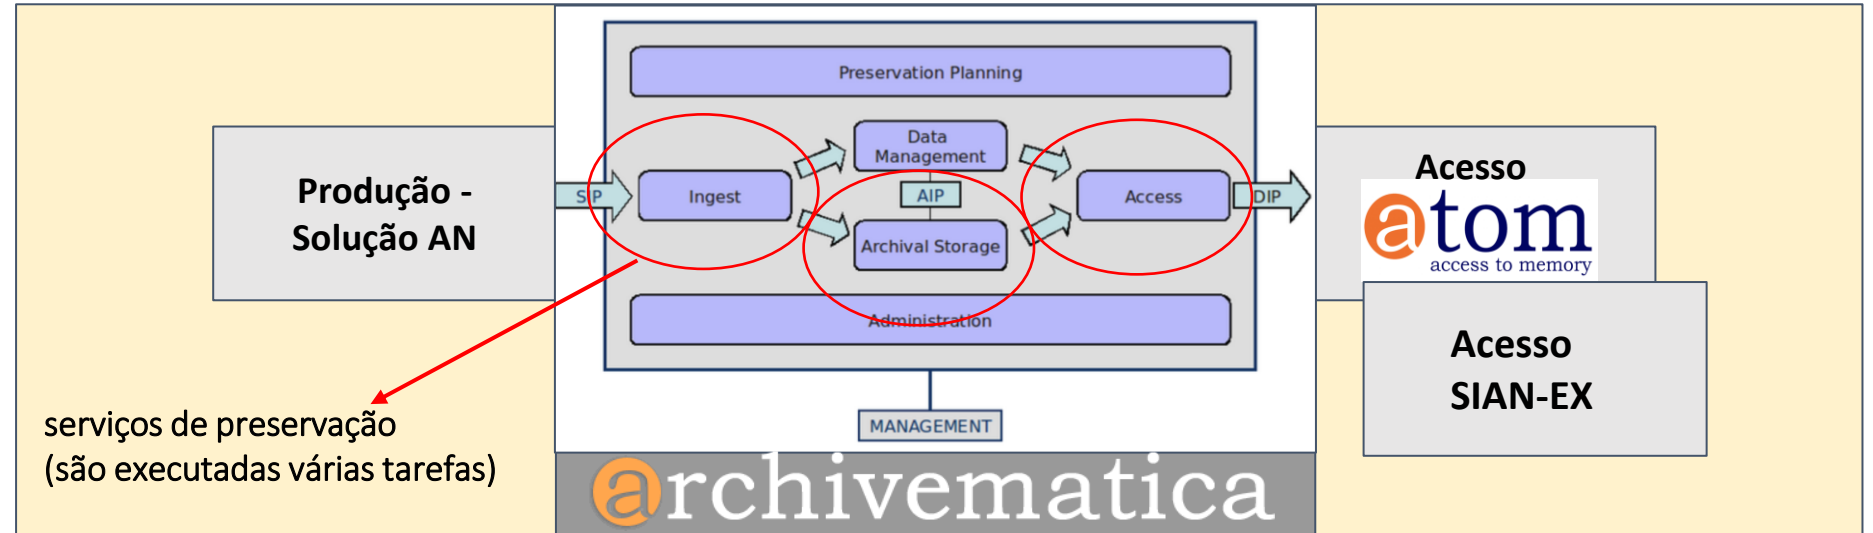 Preservation Planning
Produção -
Solução AN
SIP
Ingest
Data
Management
AIP
Archival Storage
Access
DIP
Administration
MANAGEMENT
Acesso
atom
access to memory
Acesso
SIAN-EX
serviços de preservação
(são executadas várias tarefas)
archivematica